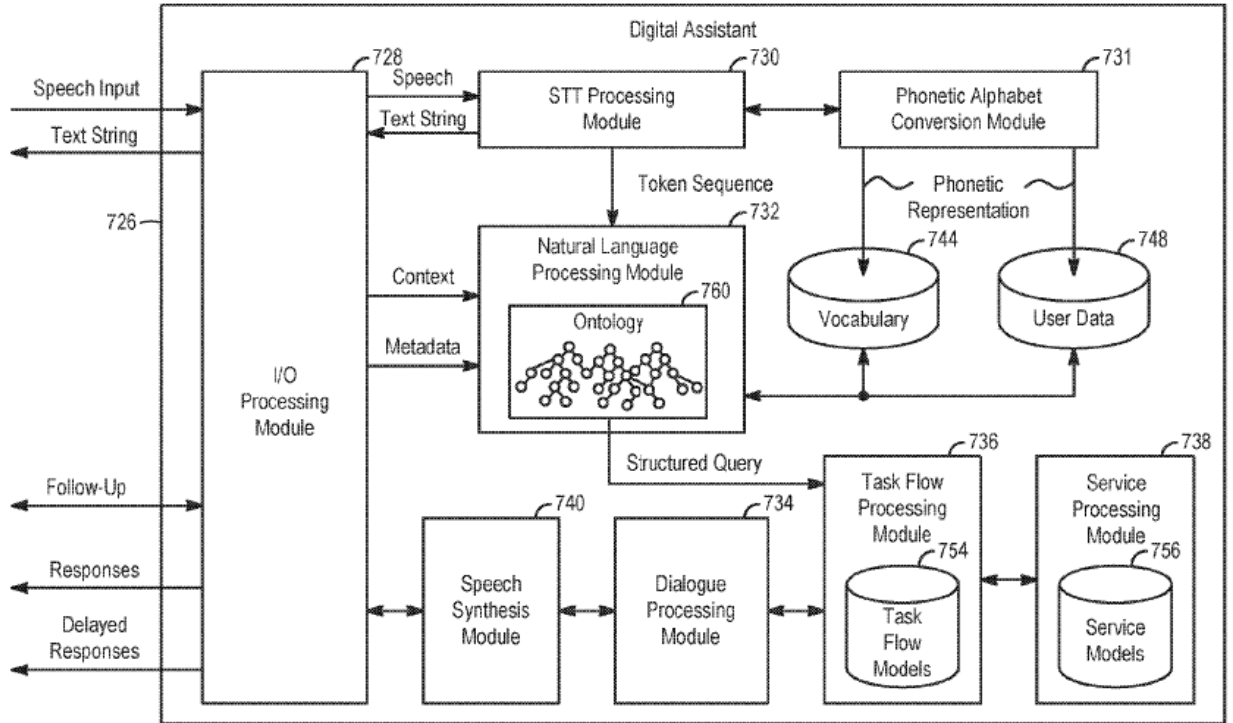 Digital Assistant
728
730
731
Speech Input
Speech
STT Processing
Module
Phonetic Alphabet
Conversion Module
Text String
Text String
Token Sequence
Phonetic
Representation
726
732
744
748
Natural Language
Processing Module
Context
760
Ontology
Vocabulary
User Data
Metadata
I/O
Processing
Module
Structured Query
736
738
Follow-Up
740
734
Task Flow
Processing
Module
Service
Processing
Module
754
756
Responses
Speech
Synthesis
Module
Dialogue
Processing
Module
Task
Flow
Models
Service
Models
Delayed
Responses